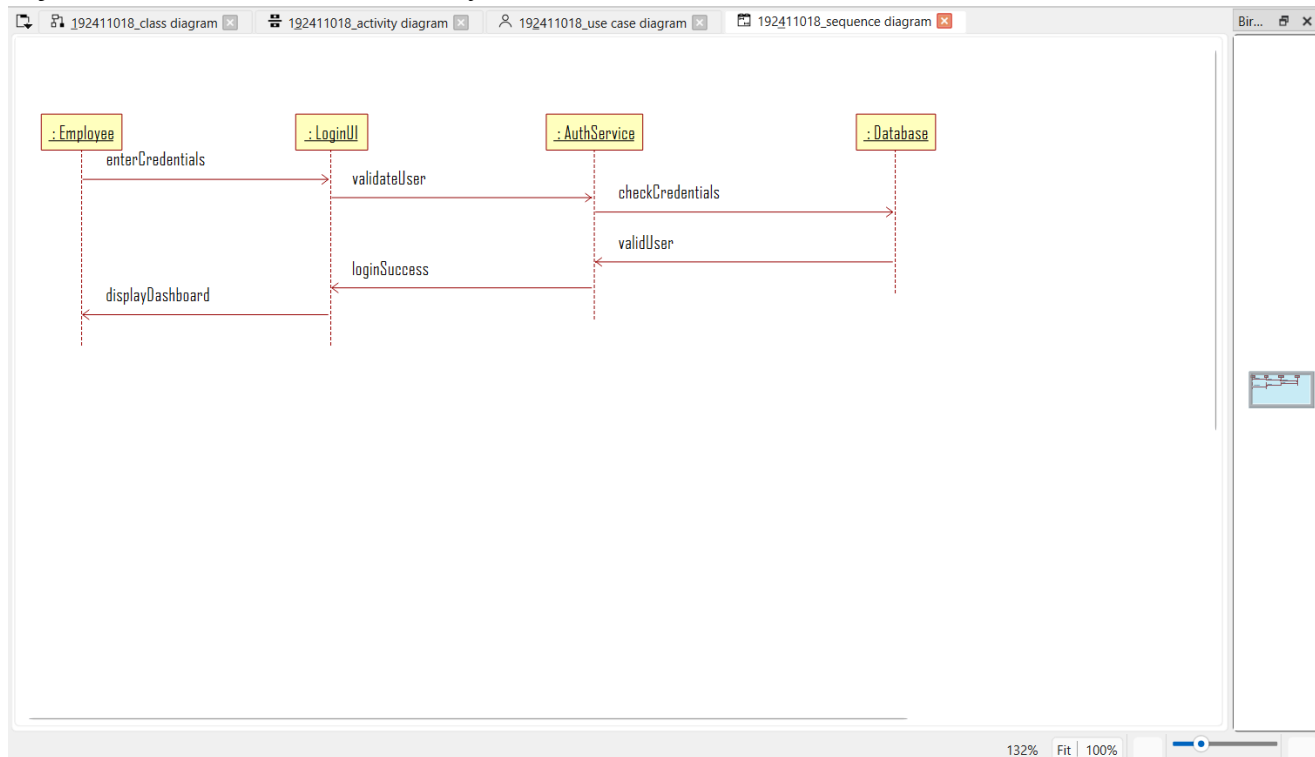 192411018_class diagram
192411018_activity diagram
192411018_use case diagram
192411018_sequence diagram
Bir...
: Employee
: LoginUI
: AuthService
: Database
enterCredentials
validateUser
checkCredentials
validUser
loginSuccess
displayDashboard
132% Fit 100%